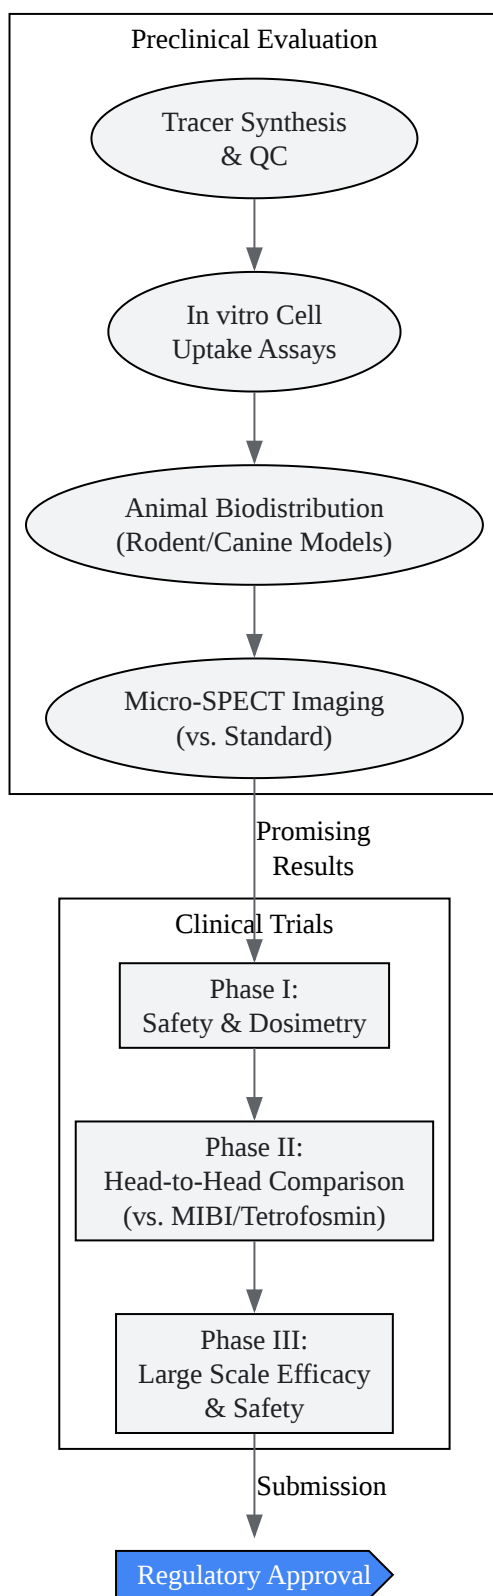 Preclinical Evaluation
Tracer Synthesis
& QC
In vitro Cell
Uptake Assays
Animal Biodistribution
(Rodent/Canine Models)
Micro-SPECT Imaging
(vs. Standard)
Promising
Results
Clinical Trials
Phase I:
Safety & Dosimetry
Phase II:
Head-to-Head Comparison
(vs. MIBI/Tetrofosmin)
Phase III:
Large Scale Efficacy
& Safety
Submission
Regulatory Approval